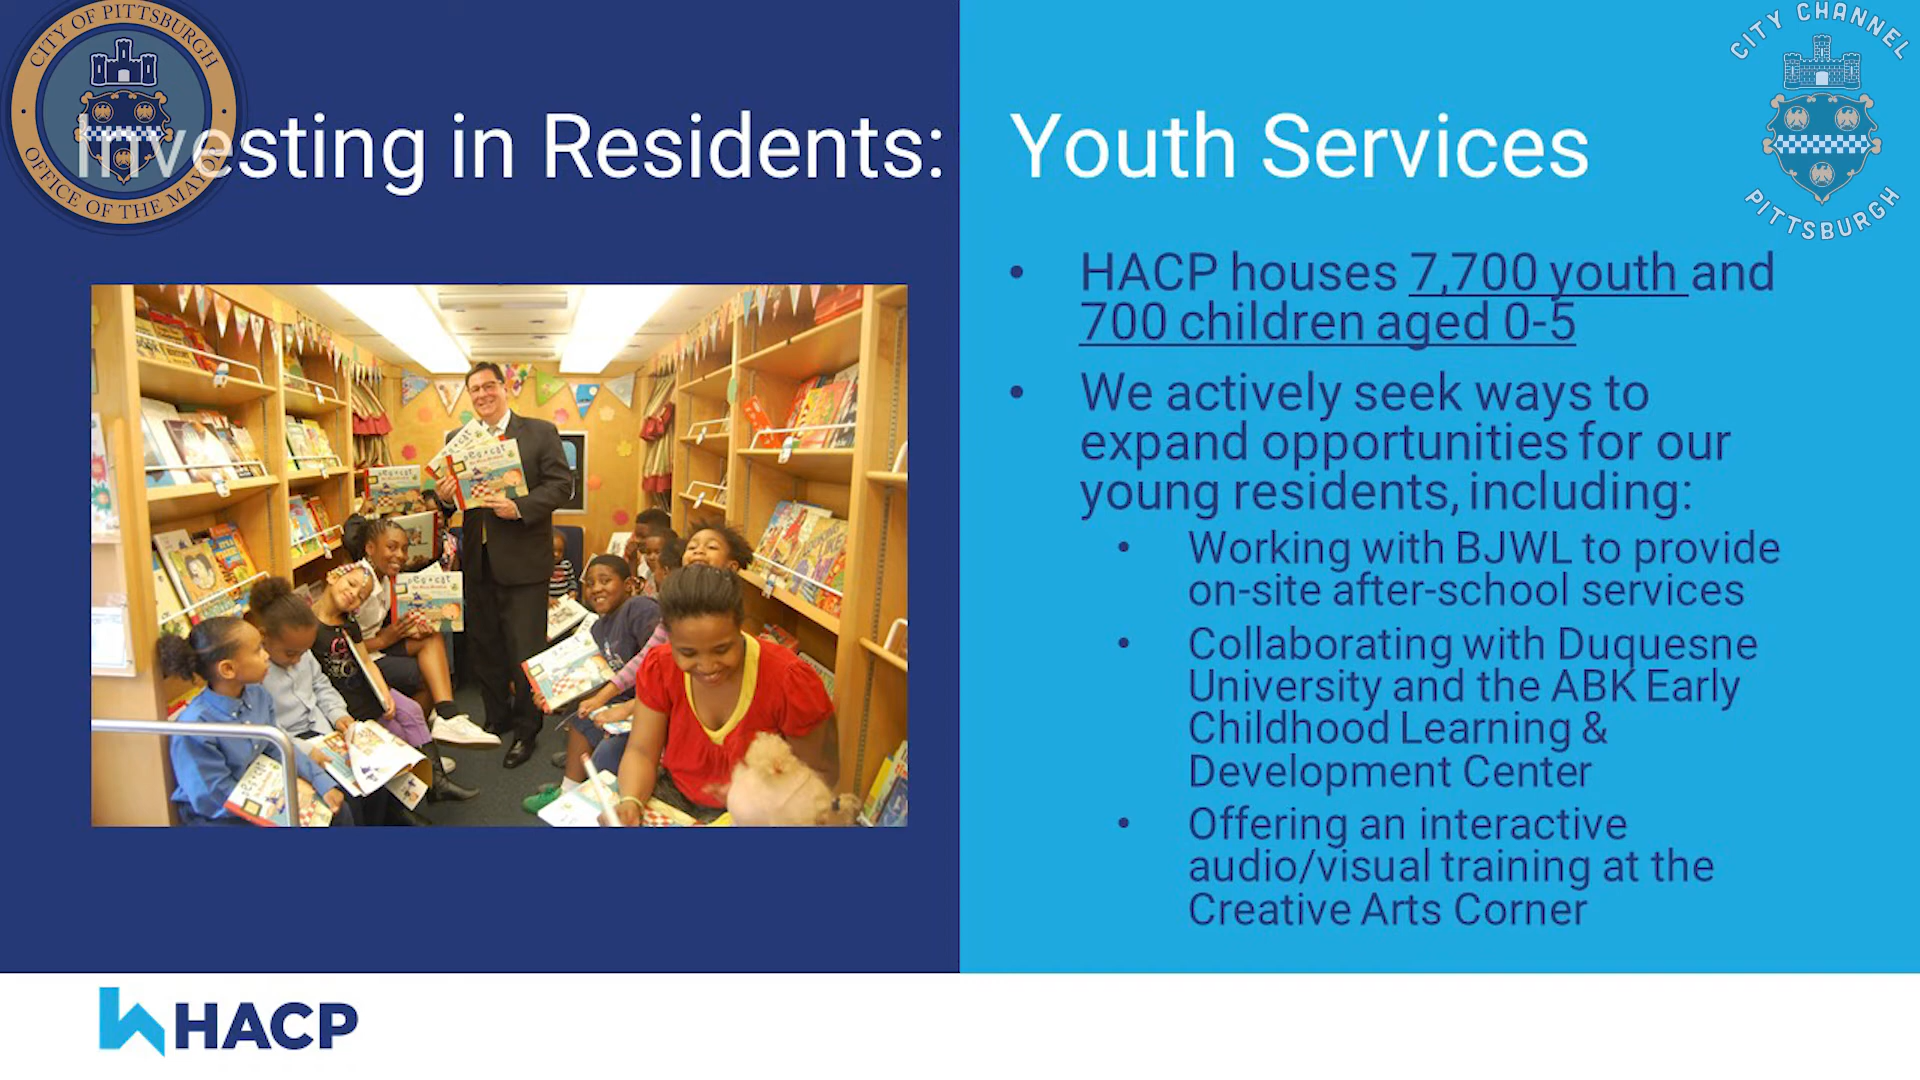 CITY OF PITTSBURGH
OFFICE OF THE MAYOR
CITY CHANNEL
PITTSBURGH
Investing in Residents: Youth Services
• HACP houses 7,700 youth and
700 children aged 0-5
• We actively seek ways to
expand opportunities for our
young residents, including:
• Working with BJWL to provide
on-site after-school services
• Collaborating with Duquesne
University and the ABK Early
Childhood Learning &
Development Center
• Offering an interactive
audio/visual training at the
Creative Arts Corner
peg + cat
HACP